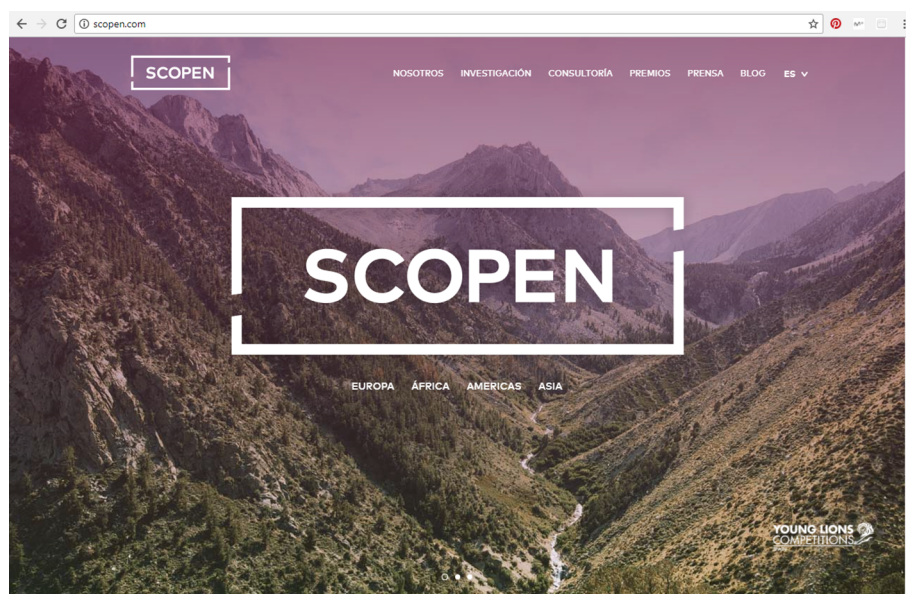 scopen.com
SCOPEN
NOSOTROS INVESTIGACIÓN CONSULTORÍA PREMIOS PRENSA BLOG ES
SCOPEN
EUROPA ÁFRICA AMERICAS ASIA
YOUNG LIONS
COMPETITIONS